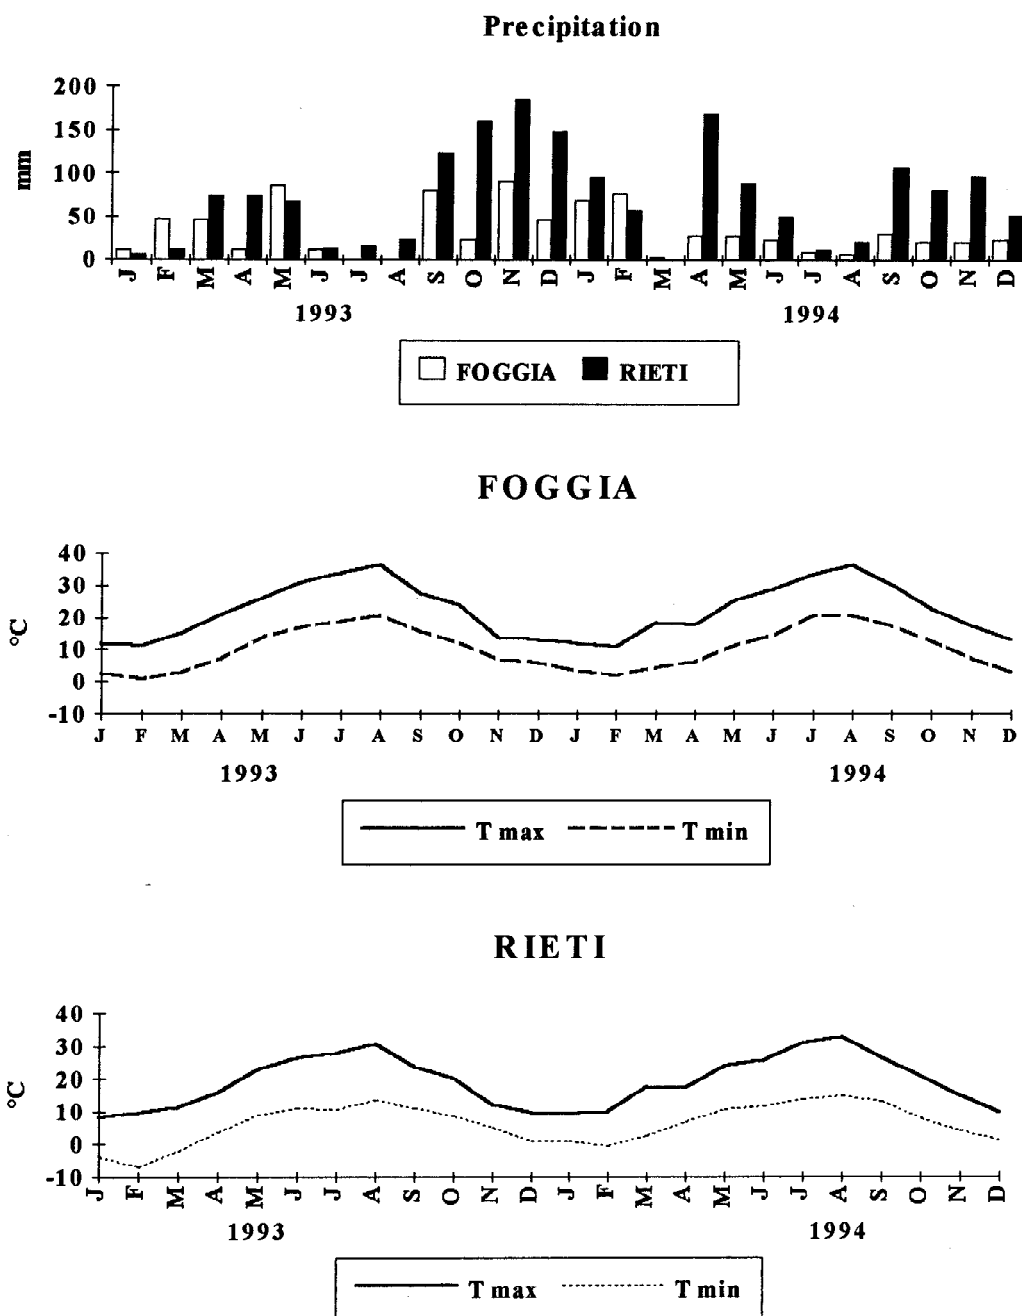 Precipitation
200
150
100
50
0
mm
J F M A M J J A S O N D J F M A M J J A S O N D
1993 1994
FOGGIA RIETI
FOGGIA
40
30
20
10
0
-10
°C
J F M A M J J A S O N D J F M A M J J A S O N D
1993 1994
T max T min
RIETI
40
30
20
10
0
-10
°C
J F M A M J J A S O N D J F M A M J J A S O N D
1993 1994
T max T min